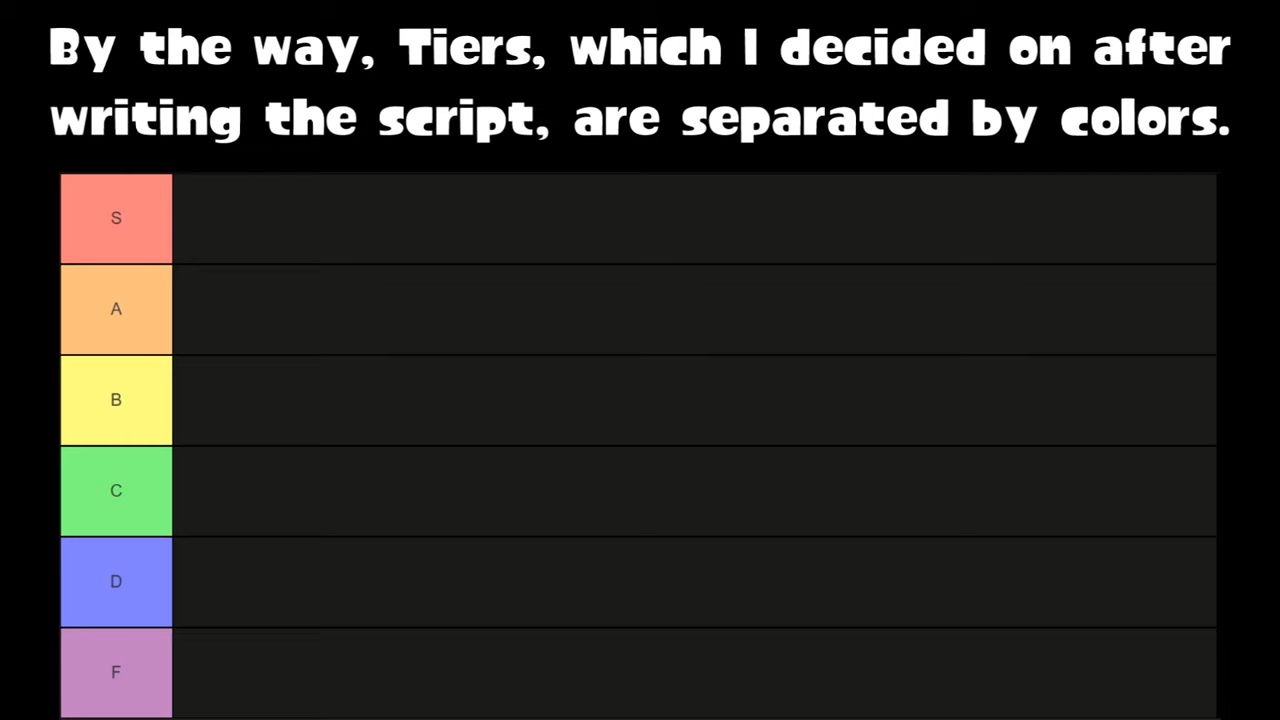 By the way, Tiers, which I decided on after
writing the script, are separated by colors.
S
A
B
C
D
F